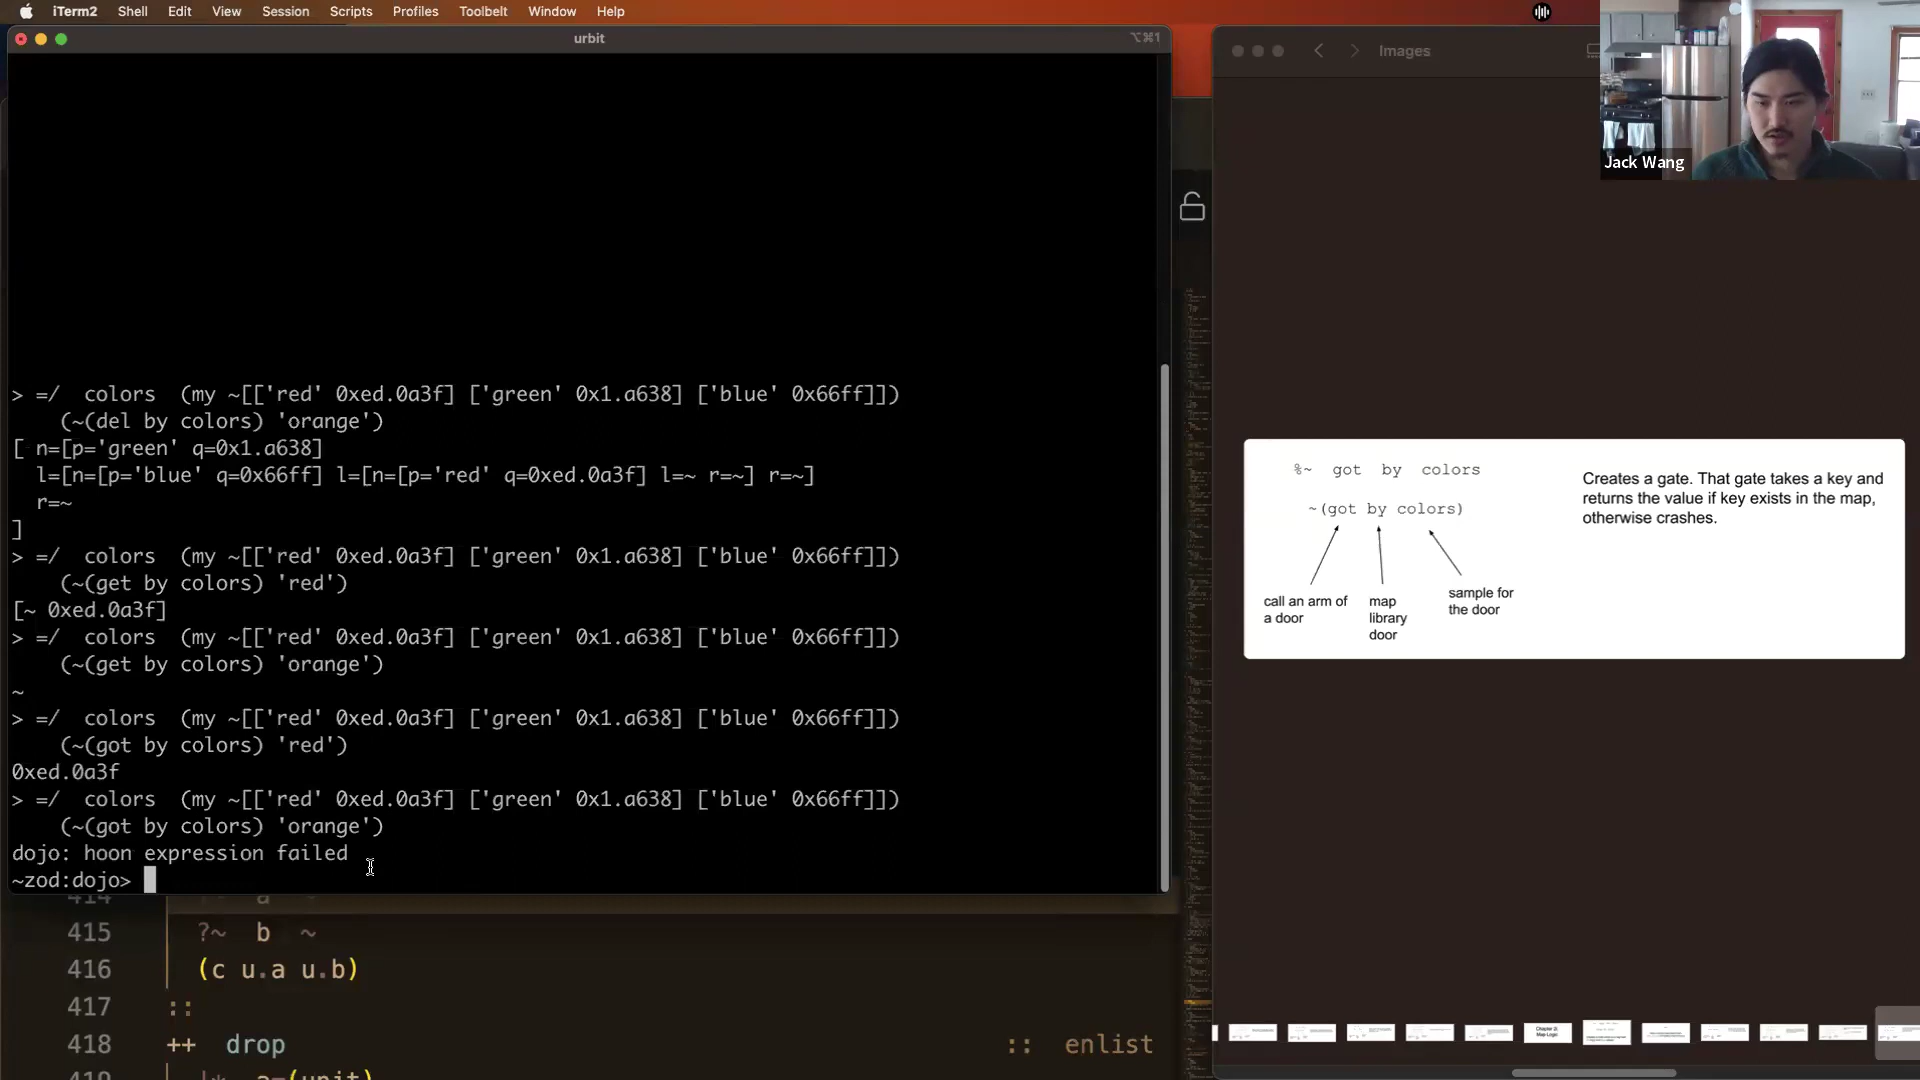 iTerm2 Shell Edit View Session Scripts Profiles Toolbelt Window Help
urbit
⌥⌘1
> =/  colors  (my ~[['red' 0xed.0a3f] ['green' 0x1.a638] ['blue' 0x66ff]])
(~(del by colors) 'orange')
[ n=[p='green' q=0x1.a638]
l=[n=[p='blue' q=0x66ff] l=[n=[p='red' q=0xed.0a3f] l=~ r=~] r=~]
r=~
]
> =/  colors  (my ~[['red' 0xed.0a3f] ['green' 0x1.a638] ['blue' 0x66ff]])
(~(get by colors) 'red')
[~ 0xed.0a3f]
> =/  colors  (my ~[['red' 0xed.0a3f] ['green' 0x1.a638] ['blue' 0x66ff]])
(~(get by colors) 'orange')
~
> =/  colors  (my ~[['red' 0xed.0a3f] ['green' 0x1.a638] ['blue' 0x66ff]])
(~(got by colors) 'red')
0xed.0a3f
> =/  colors  (my ~[['red' 0xed.0a3f] ['green' 0x1.a638] ['blue' 0x66ff]])
(~(got by colors) 'orange')
dojo: hoon expression failed
~zod:dojo>
415 ?~  b  ~
416 (c u.a u.b)
417 ::
418 ++  drop :: enlist
Images
Jack Wang
%~ got by colors
~(got by colors)
call an arm of
a door
map
library
door
sample for
the door
Creates a gate. That gate takes a key and
returns the value if key exists in the map,
otherwise crashes.